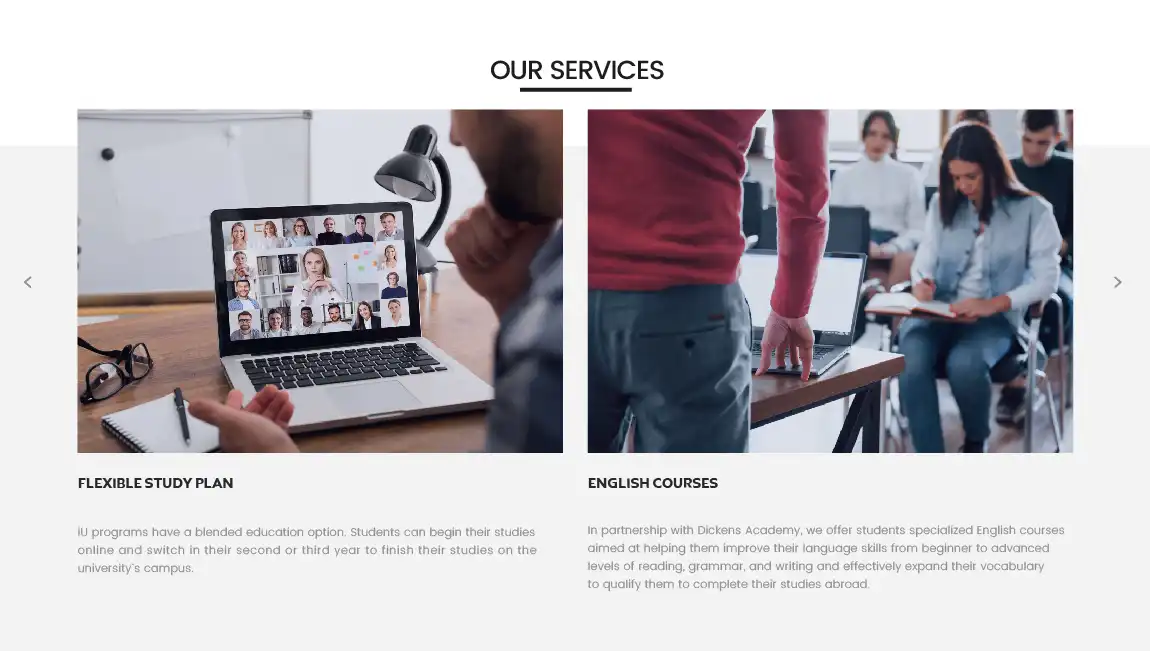 OUR SERVICES
FLEXIBLE STUDY PLAN
iU programs have a blended education option. Students can begin their studies
online and switch in their second or third year to finish their studies on the
university's campus.
ENGLISH COURSES
In partnership with Dickens Academy, we offer students specialized English courses
aimed at helping them improve their language skills from beginner to advanced
levels of reading, grammar, and writing and effectively expand their vocabulary
to qualify them to complete their studies abroad.